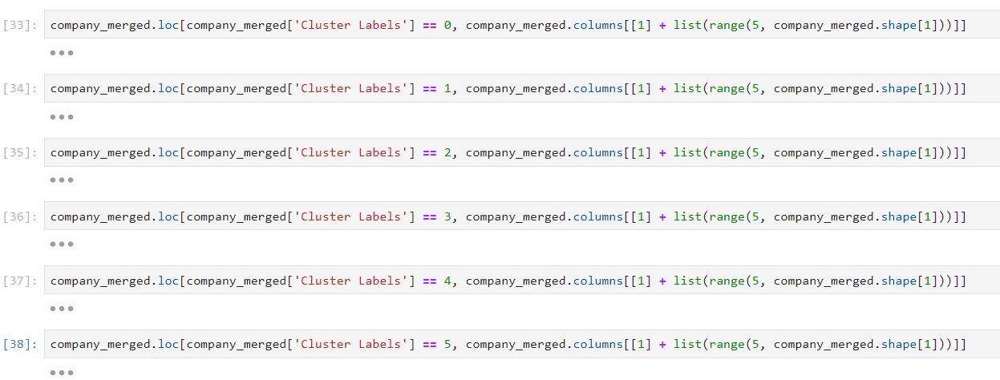 [33]: company_merged.loc[company_merged['Cluster Labels'] == 0, company_merged.columns[[1] + list(range(5, company_merged.shape[1]))]]
[34]: company_merged.loc[company_merged['Cluster Labels'] == 1, company_merged.columns[[1] + list(range(5, company_merged.shape[1]))]]
[35]: company_merged.loc[company_merged['Cluster Labels'] == 2, company_merged.columns[[1] + list(range(5, company_merged.shape[1]))]]
[36]: company_merged.loc[company_merged['Cluster Labels'] == 3, company_merged.columns[[1] + list(range(5, company_merged.shape[1]))]]
[37]: company_merged.loc[company_merged['Cluster Labels'] == 4, company_merged.columns[[1] + list(range(5, company_merged.shape[1]))]]
[38]: company_merged.loc[company_merged['Cluster Labels'] == 5, company_merged.columns[[1] + list(range(5, company_merged.shape[1]))]]